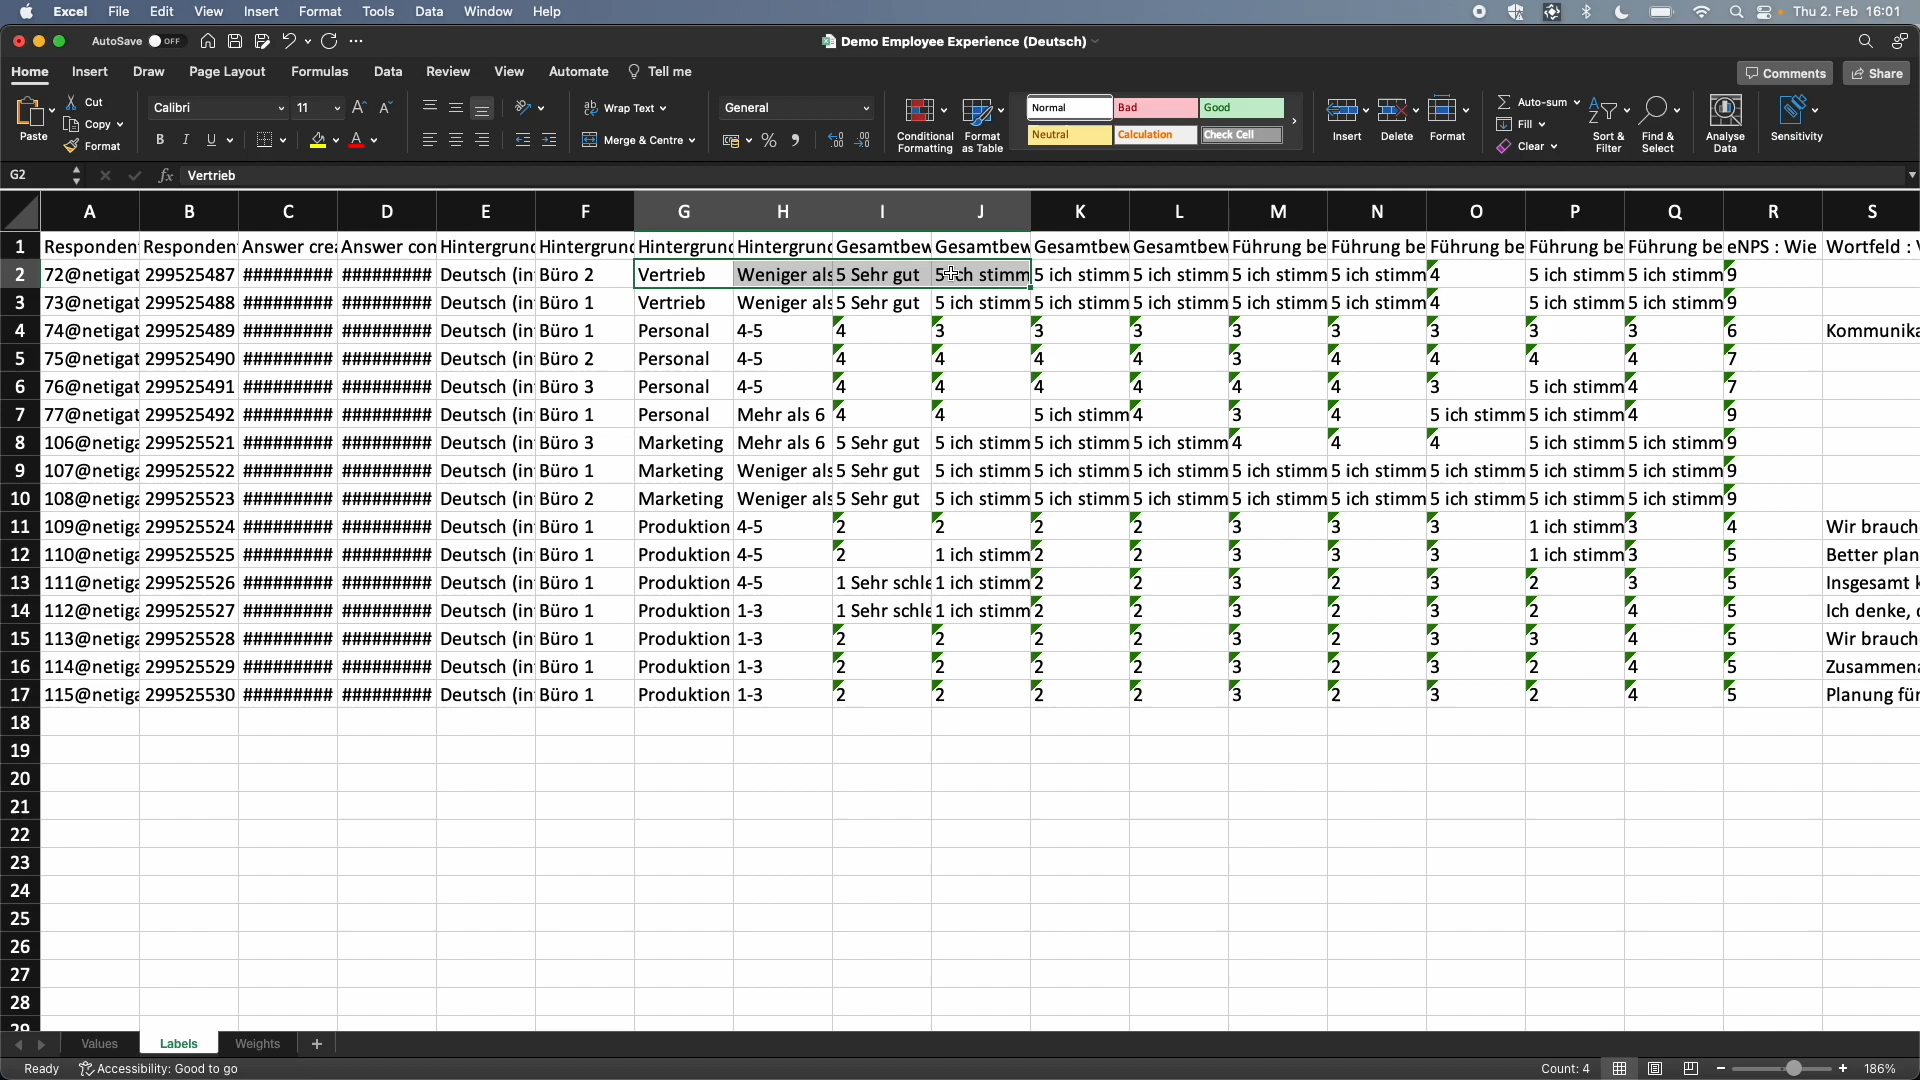 Excel File Edit View Insert Format Tools Data Window Help Thu 2. Feb 16:01
AutoSave OFF Demo Employee Experience (Deutsch)
Home Insert Draw Page Layout Formulas Data Review View Automate Tell me Comments Share
Paste Cut Copy Format
Calibri 11
B I U
Wrap Text
Merge & Centre
General
Conditional Formatting
Format as Table
Normal Bad Good
Neutral Calculation Check Cell
Insert Delete Format
Auto-sum
Fill
Clear
Sort & Filter
Find & Select
Analyse Data
Sensitivity
G2 fx Vertrieb
A B C D E F G H I J K L M N O P Q R S
1 Responden Responden Answer crea Answer con Hintergrund Hintergrund Hintergrund Hintergrund Gesamtbew Gesamtbew Gesamtbew Gesamtbew Führung be Führung be Führung be Führung be Führung be eNPS : Wie Wortfeld : V
2 72@netigat 299525487 ######### ######### Deutsch (in Büro 2 Vertrieb Weniger als 5 Sehr gut 5 ich stimm 5 ich stimm 5 ich stimm 5 ich stimm 5 ich stimm 4 5 ich stimm 5 ich stimm 9
3 73@netigat 299525488 ######### ######### Deutsch (in Büro 1 Vertrieb Weniger als 5 Sehr gut 5 ich stimm 5 ich stimm 5 ich stimm 5 ich stimm 5 ich stimm 4 5 ich stimm 5 ich stimm 9
4 74@netigat 299525489 ######### ######### Deutsch (in Büro 1 Personal 4-5 4 3 3 3 3 3 3 3 3 6 Kommunika
5 75@netigat 299525490 ######### ######### Deutsch (in Büro 2 Personal 4-5 4 4 4 4 3 4 4 4 4 7
6 76@netigat 299525491 ######### ######### Deutsch (in Büro 3 Personal 4-5 4 4 4 4 4 4 3 5 ich stimm 4 7
7 77@netigat 299525492 ######### ######### Deutsch (in Büro 1 Personal Mehr als 6 4 4 5 ich stimm 4 3 4 5 ich stimm 5 ich stimm 4 9
8 106@netiga 299525521 ######### ######### Deutsch (in Büro 3 Marketing Mehr als 6 5 Sehr gut 5 ich stimm 5 ich stimm 5 ich stimm 4 4 4 5 ich stimm 5 ich stimm 9
9 107@netiga 299525522 ######### ######### Deutsch (in Büro 1 Marketing Weniger als 5 Sehr gut 5 ich stimm 5 ich stimm 5 ich stimm 5 ich stimm 5 ich stimm 5 ich stimm 5 ich stimm 5 ich stimm 9
10 108@netiga 299525523 ######### ######### Deutsch (in Büro 2 Marketing Weniger als 5 Sehr gut 5 ich stimm 5 ich stimm 5 ich stimm 5 ich stimm 5 ich stimm 5 ich stimm 5 ich stimm 5 ich stimm 9
11 109@netiga 299525524 ######### ######### Deutsch (in Büro 1 Produktion 4-5 2 2 2 2 3 3 3 1 ich stimm 3 4 Wir brauch
12 110@netiga 299525525 ######### ######### Deutsch (in Büro 1 Produktion 4-5 2 1 ich stimm 2 2 3 3 3 1 ich stimm 3 5 Better plan
13 111@netiga 299525526 ######### ######### Deutsch (in Büro 1 Produktion 4-5 1 Sehr schle 1 ich stimm 2 2 3 2 3 2 3 5 Insgesamt k
14 112@netiga 299525527 ######### ######### Deutsch (in Büro 1 Produktion 1-3 1 Sehr schle 1 ich stimm 2 2 3 2 3 2 4 5 Ich denke, d
15 113@netiga 299525528 ######### ######### Deutsch (in Büro 1 Produktion 1-3 2 2 2 2 3 2 3 3 4 5 Wir brauch
16 114@netiga 299525529 ######### ######### Deutsch (in Büro 1 Produktion 1-3 2 2 2 2 3 2 3 2 4 5 Zusammena
17 115@netiga 299525530 ######### ######### Deutsch (in Büro 1 Produktion 1-3 2 2 2 2 3 2 3 2 4 5 Planung für
18
19
20
21
22
23
24
25
26
27
28
29
Values Labels Weights +
Ready Accessibility: Good to go Count: 4 186%